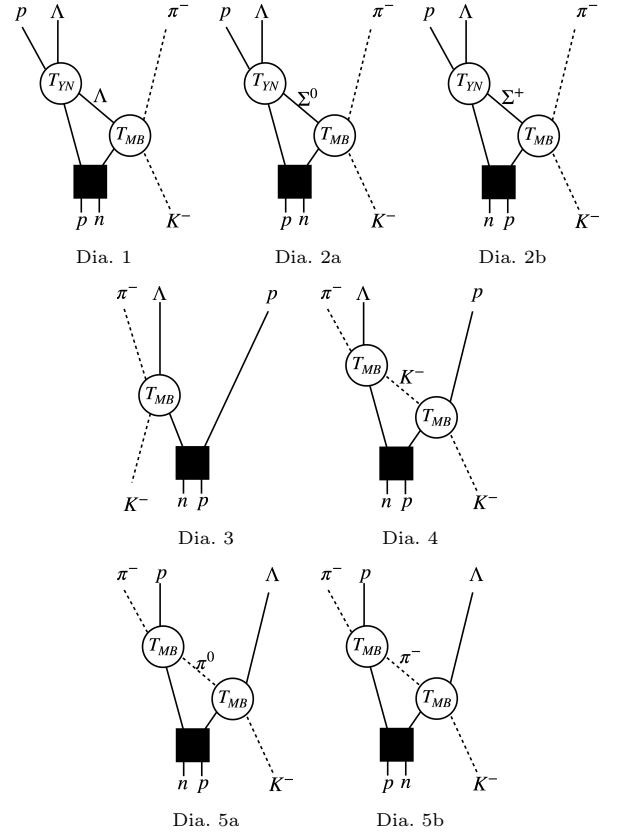 p Λ π⁻ p Λ π⁻ p Λ π⁻
T_YN T_YN T_YN
Λ Σ⁰ Σ⁺
T_MB T_MB T_MB
p n K⁻ p n K⁻ n p K⁻
Dia. 1 Dia. 2a Dia. 2b
π⁻ Λ p π⁻ Λ p
T_MB K⁻
T_MB T_MB
K⁻ n p n p K⁻
Dia. 3 Dia. 4
π⁻ p Λ π⁻ p Λ
T_MB T_MB
π⁰ π⁻
T_MB T_MB
n p K⁻ p n K⁻
Dia. 5a Dia. 5b